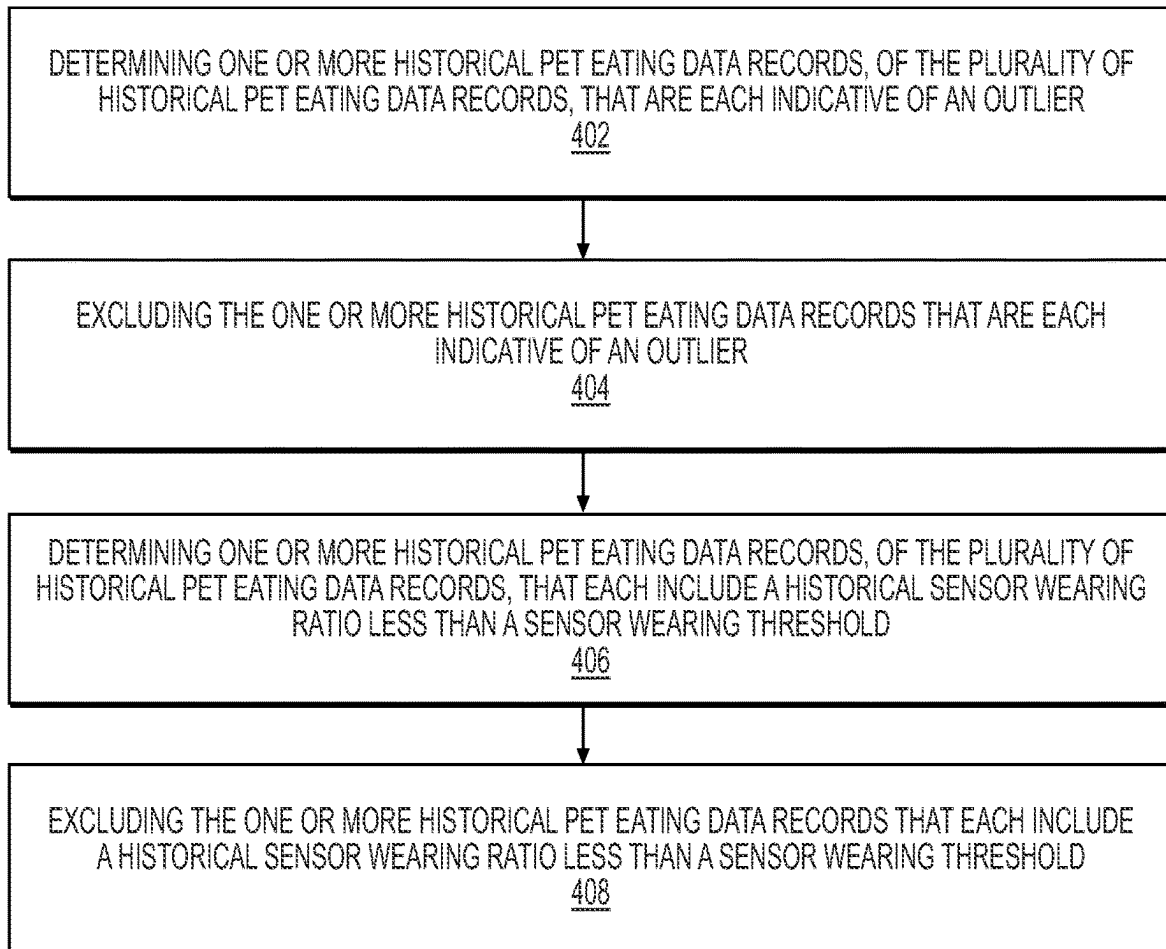 DETERMINING ONE OR MORE HISTORICAL PET EATING DATA RECORDS, OF THE PLURALITY OF
HISTORICAL PET EATING DATA RECORDS, THAT ARE EACH INDICATIVE OF AN OUTLIER
402
EXCLUDING THE ONE OR MORE HISTORICAL PET EATING DATA RECORDS THAT ARE EACH
INDICATIVE OF AN OUTLIER
404
DETERMINING ONE OR MORE HISTORICAL PET EATING DATA RECORDS, OF THE PLURALITY OF
HISTORICAL PET EATING DATA RECORDS, THAT EACH INCLUDE A HISTORICAL SENSOR WEARING
RATIO LESS THAN A SENSOR WEARING THRESHOLD
406
EXCLUDING THE ONE OR MORE HISTORICAL PET EATING DATA RECORDS THAT EACH INCLUDE
A HISTORICAL SENSOR WEARING RATIO LESS THAN A SENSOR WEARING THRESHOLD
408